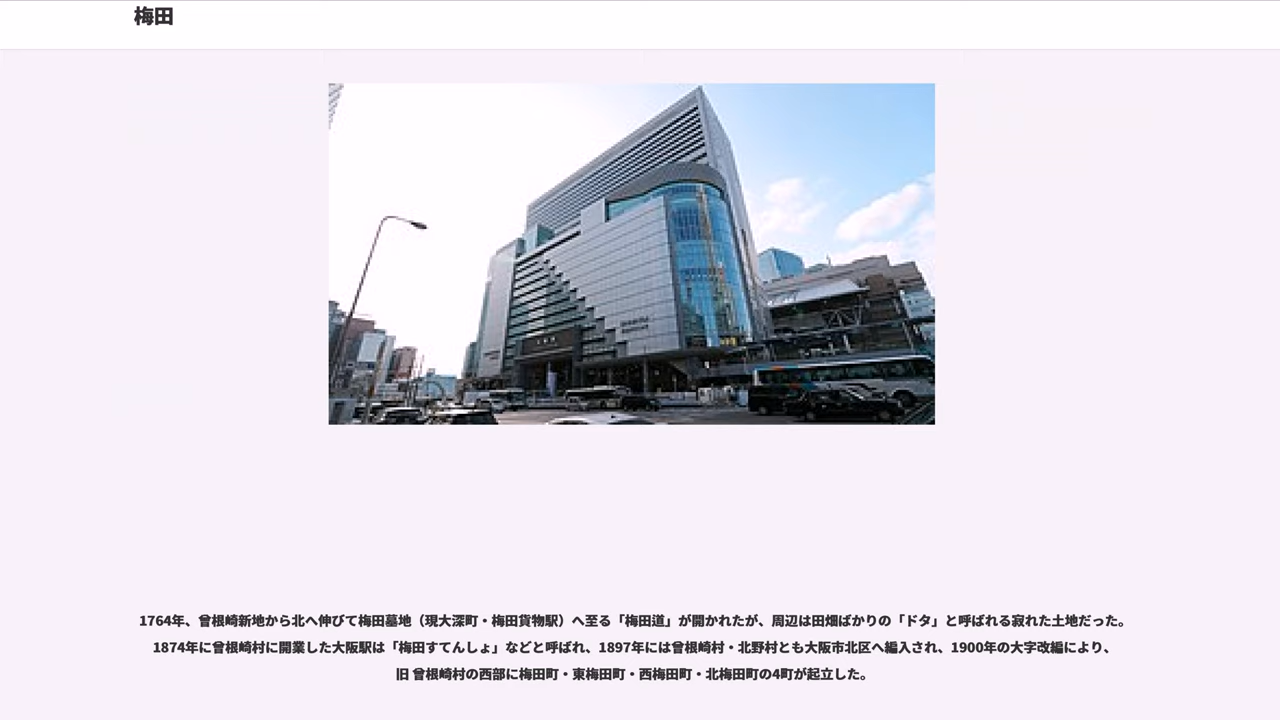 梅田
1764年、曾根崎新地から北へ伸びて梅田墓地（現大深町・梅田貨物駅）へ至る「梅田道」が開かれたが、周辺は田畑ばかりの「ドタ」と呼ばれる寂れた土地だった。
1874年に曾根崎村に開業した大阪駅は「梅田すてんしょ」などと呼ばれ、1897年には曾根崎村・北野村とも大阪市北区へ編入され、1900年の大字改編により、
旧 曾根崎村の西部に梅田町・東梅田町・西梅田町・北梅田町の4町が起立した。